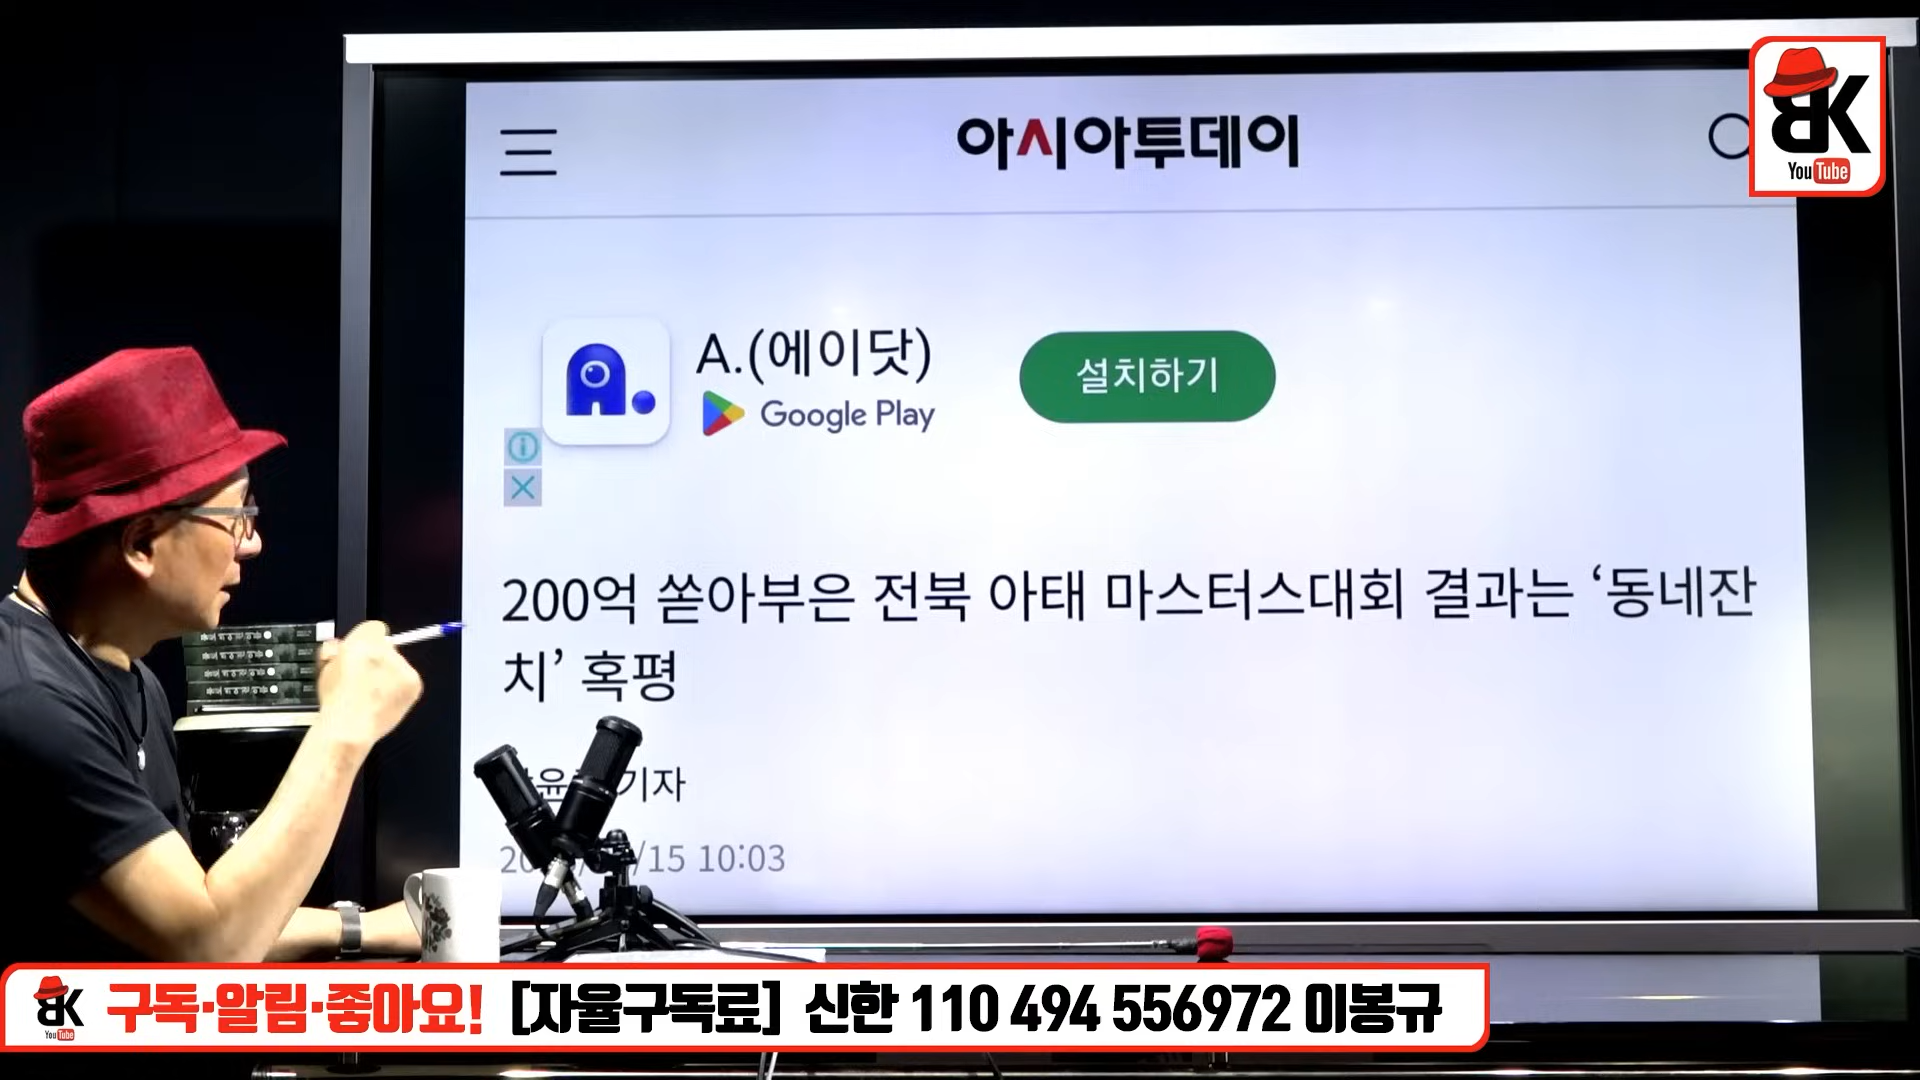 아시아투데이
BK
YouTube
A.(에이닷)
Google Play
설치하기
200억 쏟아부은 전북 아태 마스터스대회 결과는 ‘동네잔
치’ 혹평
기자
/15 10:03
BK
YouTube
구독·알림·좋아요! [자율구독료] 신한 110 494 556972 이봉규